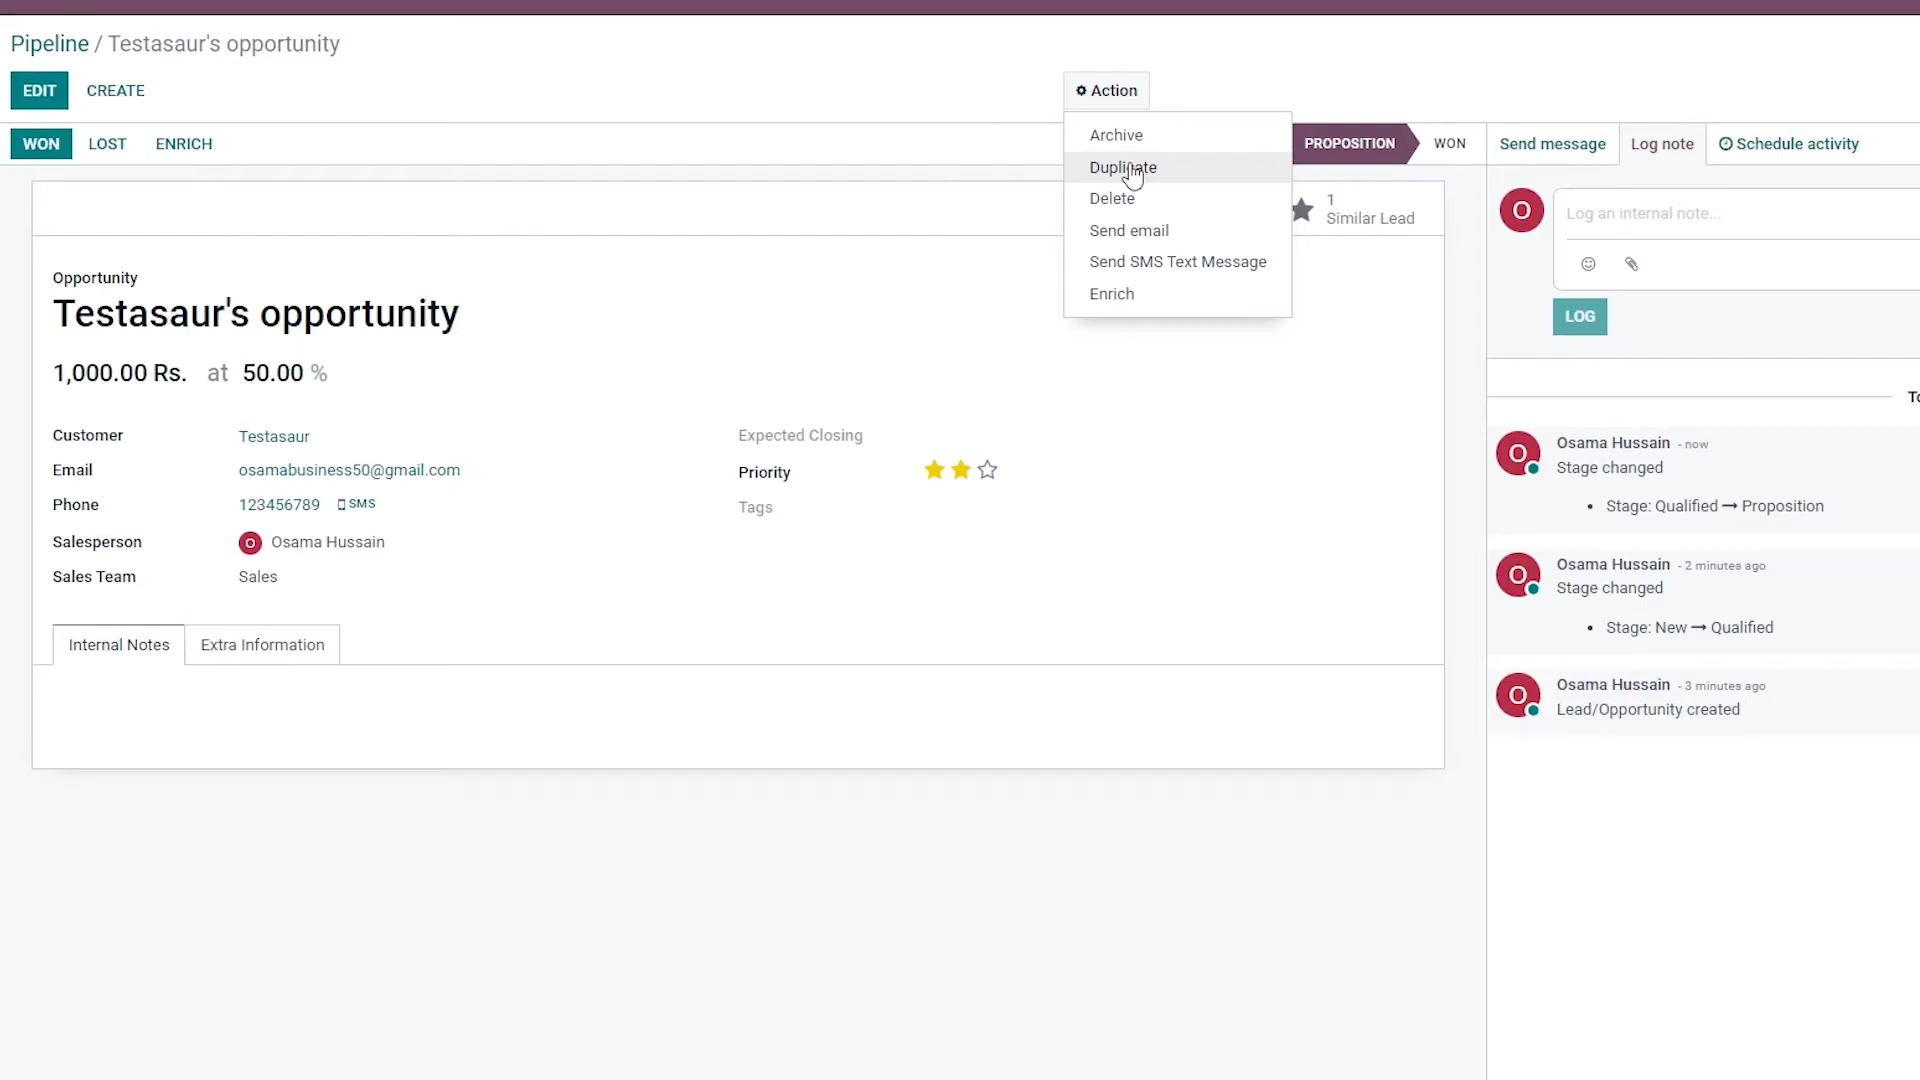 Pipeline / Testasaur's opportunity
EDIT CREATE
Action
WON LOST ENRICH
Archive
Duplicate
Delete
Send email
Send SMS Text Message
Enrich
PROPOSITION WON
1
Similar Lead
Opportunity
Testasaur's opportunity
1,000.00 Rs. at 50.00 %
Customer Testasaur
Email osamabusiness50@gmail.com
Phone 123456789 SMS
Salesperson O Osama Hussain
Sales Team Sales
Expected Closing
Priority
Tags
Internal Notes Extra Information
Send message Log note Schedule activity
O Log an internal note...
LOG
To
O Osama Hussain - now
Stage changed
• Stage: Qualified → Proposition
O Osama Hussain - 2 minutes ago
Stage changed
• Stage: New → Qualified
O Osama Hussain - 3 minutes ago
Lead/Opportunity created